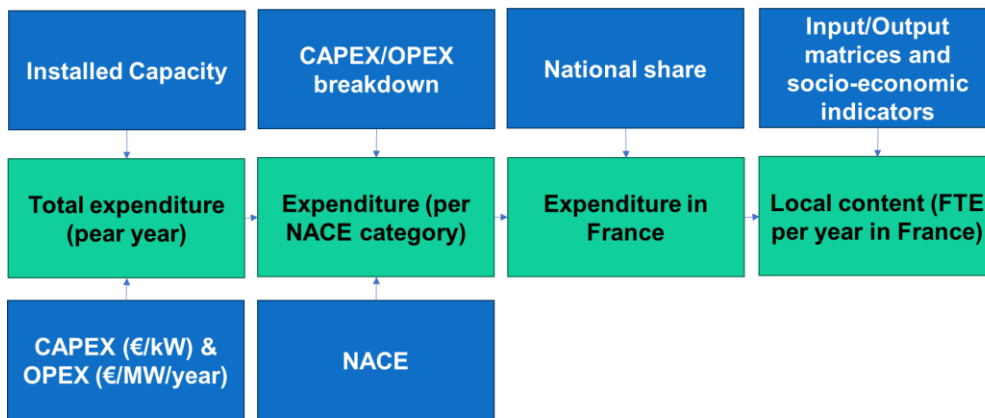 Installed Capacity
CAPEX/OPEX
breakdown
National share
Input/Output
matrices and
socio-economic
indicators
Total expenditure
(pear year)
Expenditure (per
NACE category)
Expenditure in
France
Local content (FTE
per year in France)
CAPEX (€/kW) &
OPEX (€/MW/year)
NACE